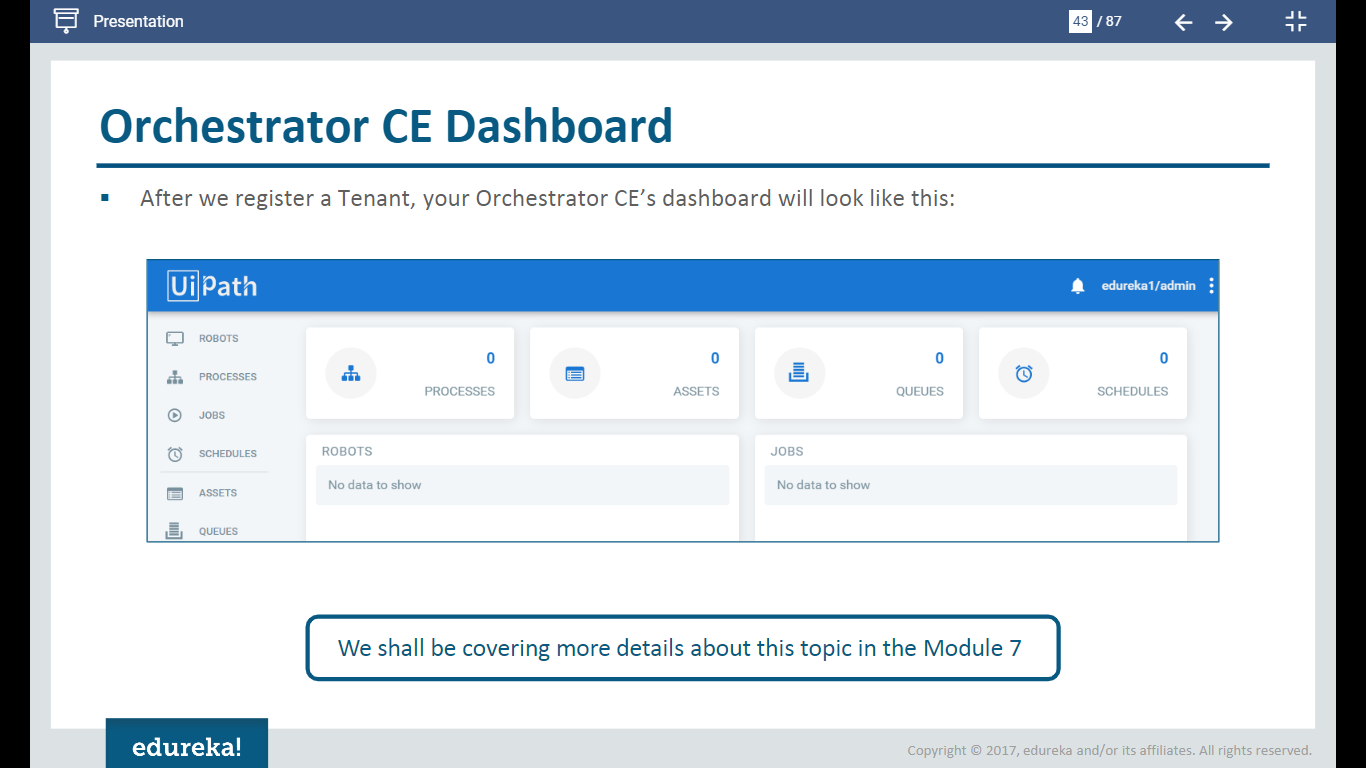 Presentation
43 / 87
Orchestrator CE Dashboard
▪ After we register a Tenant, your Orchestrator CE’s dashboard will look like this:
UiPath
edureka1/admin
ROBOTS
PROCESSES
JOBS
SCHEDULES
ASSETS
QUEUES
0
PROCESSES
0
ASSETS
0
QUEUES
0
SCHEDULES
ROBOTS
No data to show
JOBS
No data to show
We shall be covering more details about this topic in the Module 7
edureka!
Copyright © 2017, edureka and/or its affiliates. All rights reserved.